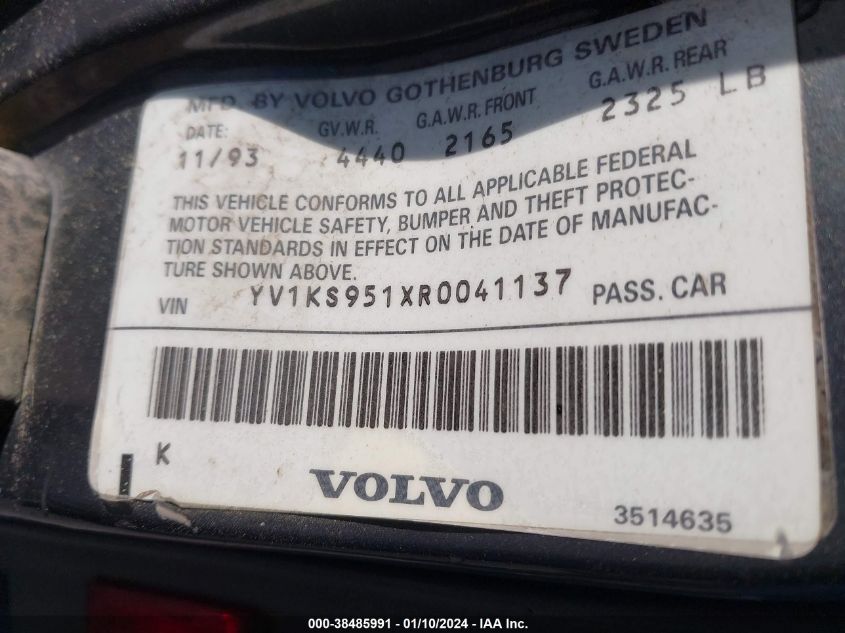 MFD. BY VOLVO GOTHENBURG SWEDEN
DATE: G.V.W.R. G.A.W.R. FRONT G.A.W.R. REAR
11/93 4440 2165 2325 LB
THIS VEHICLE CONFORMS TO ALL APPLICABLE FEDERAL
MOTOR VEHICLE SAFETY, BUMPER AND THEFT PROTEC-
TION STANDARDS IN EFFECT ON THE DATE OF MANUFAC-
TURE SHOWN ABOVE.
VIN YV1KS951XR0041137 PASS. CAR
K
VOLVO
3514635
000-38485991 - 01/10/2024 - IAA Inc.